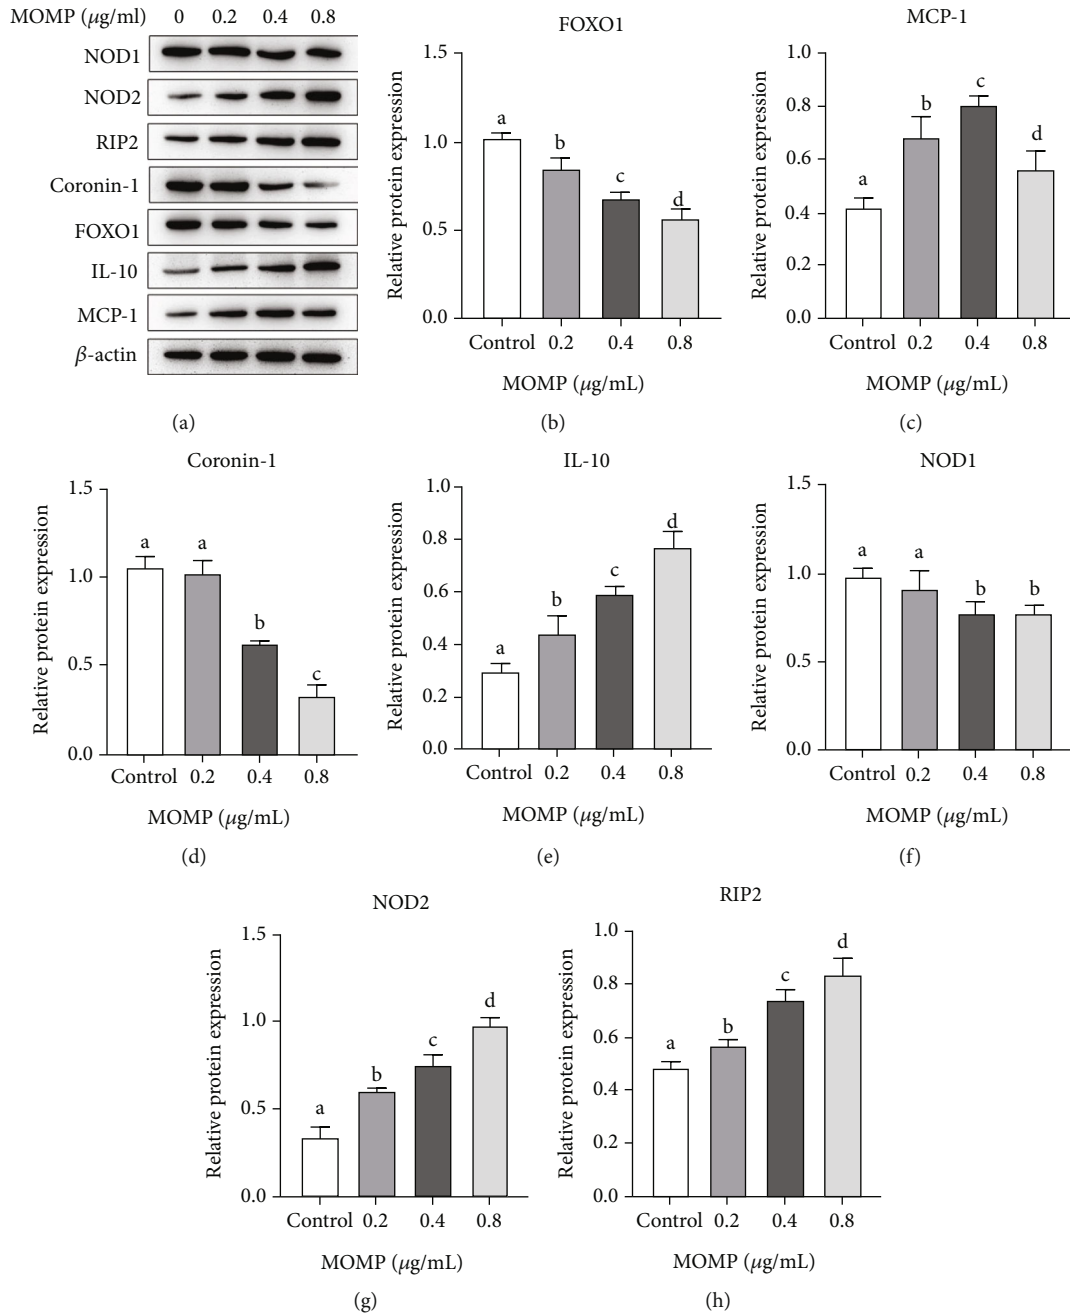 MOMP (μg/ml) 0 0.2 0.4 0.8
NOD1
NOD2
RIP2
Coronin-1
FOXO1
IL-10
MCP-1
β-actin
(a)
FOXO1
Relative protein expression
1.5
1.0
0.5
0.0
a
b
c
d
Control 0.2 0.4 0.8
MOMP (μg/mL)
(b)
MCP-1
Relative protein expression
1.0
0.8
0.6
0.4
0.2
0.0
a
b
c
d
Control 0.2 0.4 0.8
MOMP (μg/mL)
(c)
Coronin-1
Relative protein expression
1.5
1.0
0.5
0.0
a
a
b
c
Control 0.2 0.4 0.8
MOMP (μg/mL)
(d)
IL-10
Relative protein expression
1.0
0.8
0.6
0.4
0.2
0.0
a
b
c
d
Control 0.2 0.4 0.8
MOMP (μg/mL)
(e)
NOD1
Relative protein expression
1.5
1.0
0.5
0.0
a
a
b
b
Control 0.2 0.4 0.8
MOMP (μg/mL)
(f)
NOD2
Relative protein expression
1.5
1.0
0.5
0.0
a
b
c
d
Control 0.2 0.4 0.8
MOMP (μg/mL)
(g)
RIP2
Relative protein expression
1.0
0.8
0.6
0.4
0.2
0.0
a
b
c
d
Control 0.2 0.4 0.8
MOMP (μg/mL)
(h)